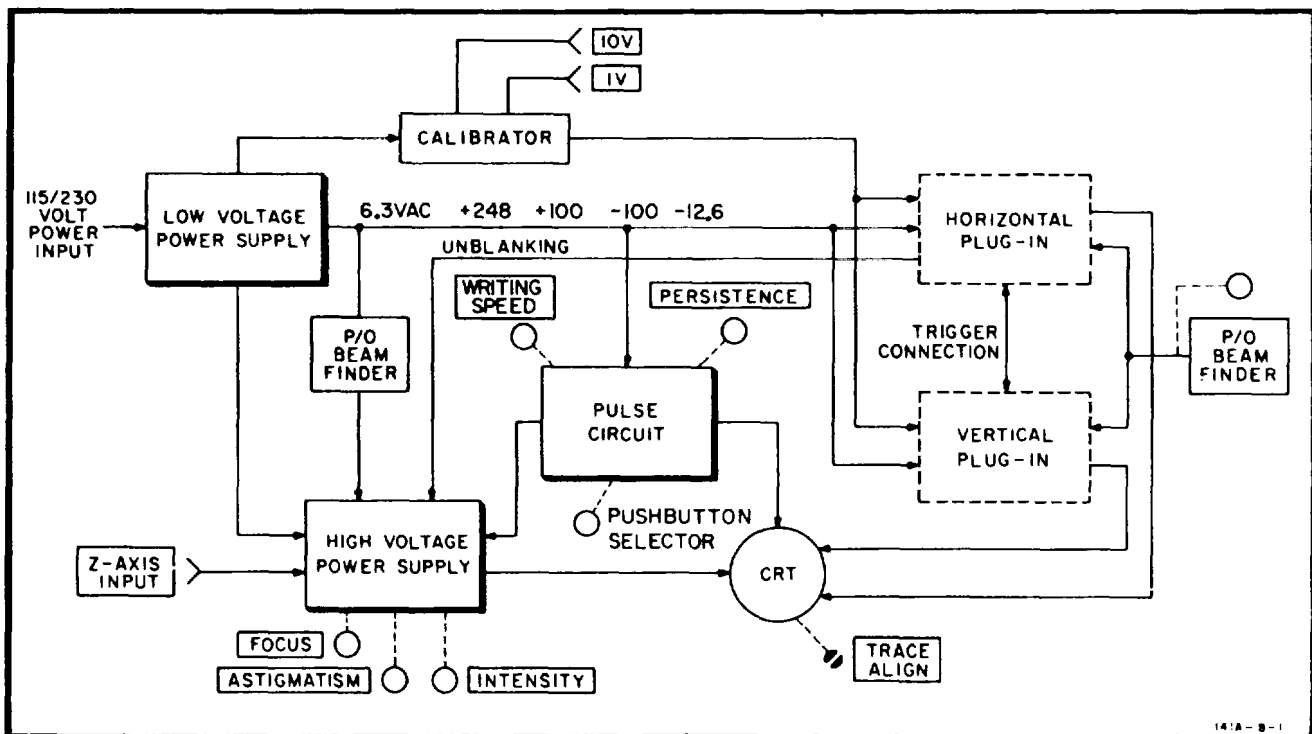 10V
1V
CALIBRATOR
115/230
VOLT
POWER
INPUT
LOW VOLTAGE
POWER SUPPLY
6.3VAC +248 +100 -100 -12.6
UNBLANKING
HORIZONTAL
PLUG-IN
WRITING
SPEED
PERSISTENCE
P/O
BEAM
FINDER
TRIGGER
CONNECTION
P/O
BEAM
FINDER
PULSE
CIRCUIT
VERTICAL
PLUG-IN
PUSHBUTTON
SELECTOR
HIGH VOLTAGE
POWER SUPPLY
Z-AXIS
INPUT
CRT
FOCUS
ASTIGMATISM
INTENSITY
TRACE
ALIGN
141A-B-1